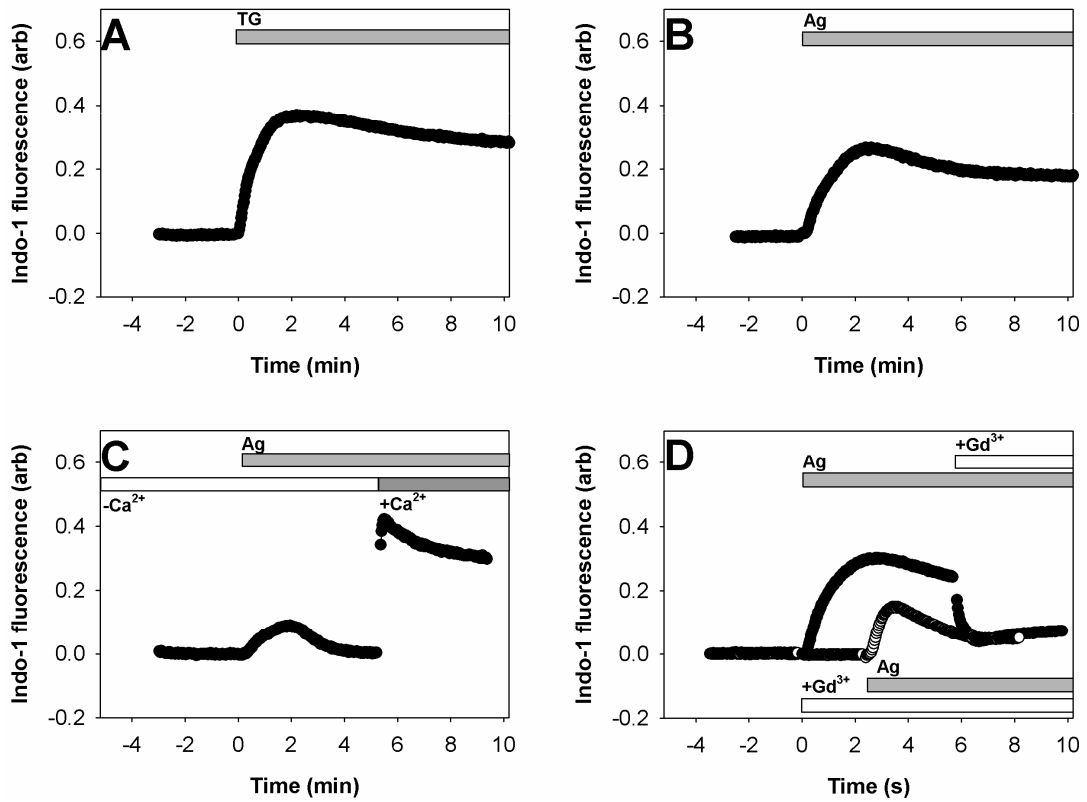 A
TG
Indo-1 fluorescence (arb)
0.6
0.4
0.2
0.0
-0.2
-4 -2 0 2 4 6 8 10
Time (min)
B
Ag
Indo-1 fluorescence (arb)
0.6
0.4
0.2
0.0
-0.2
-4 -2 0 2 4 6 8 10
Time (min)
C
Ag
-Ca²⁺
+Ca²⁺
Indo-1 fluorescence (arb)
0.6
0.4
0.2
0.0
-0.2
-4 -2 0 2 4 6 8 10
Time (min)
D
+Gd³⁺
Ag
Ag
+Gd³⁺
Indo-1 fluorescence (arb)
0.6
0.4
0.2
0.0
-0.2
-4 -2 0 2 4 6 8 10
Time (s)